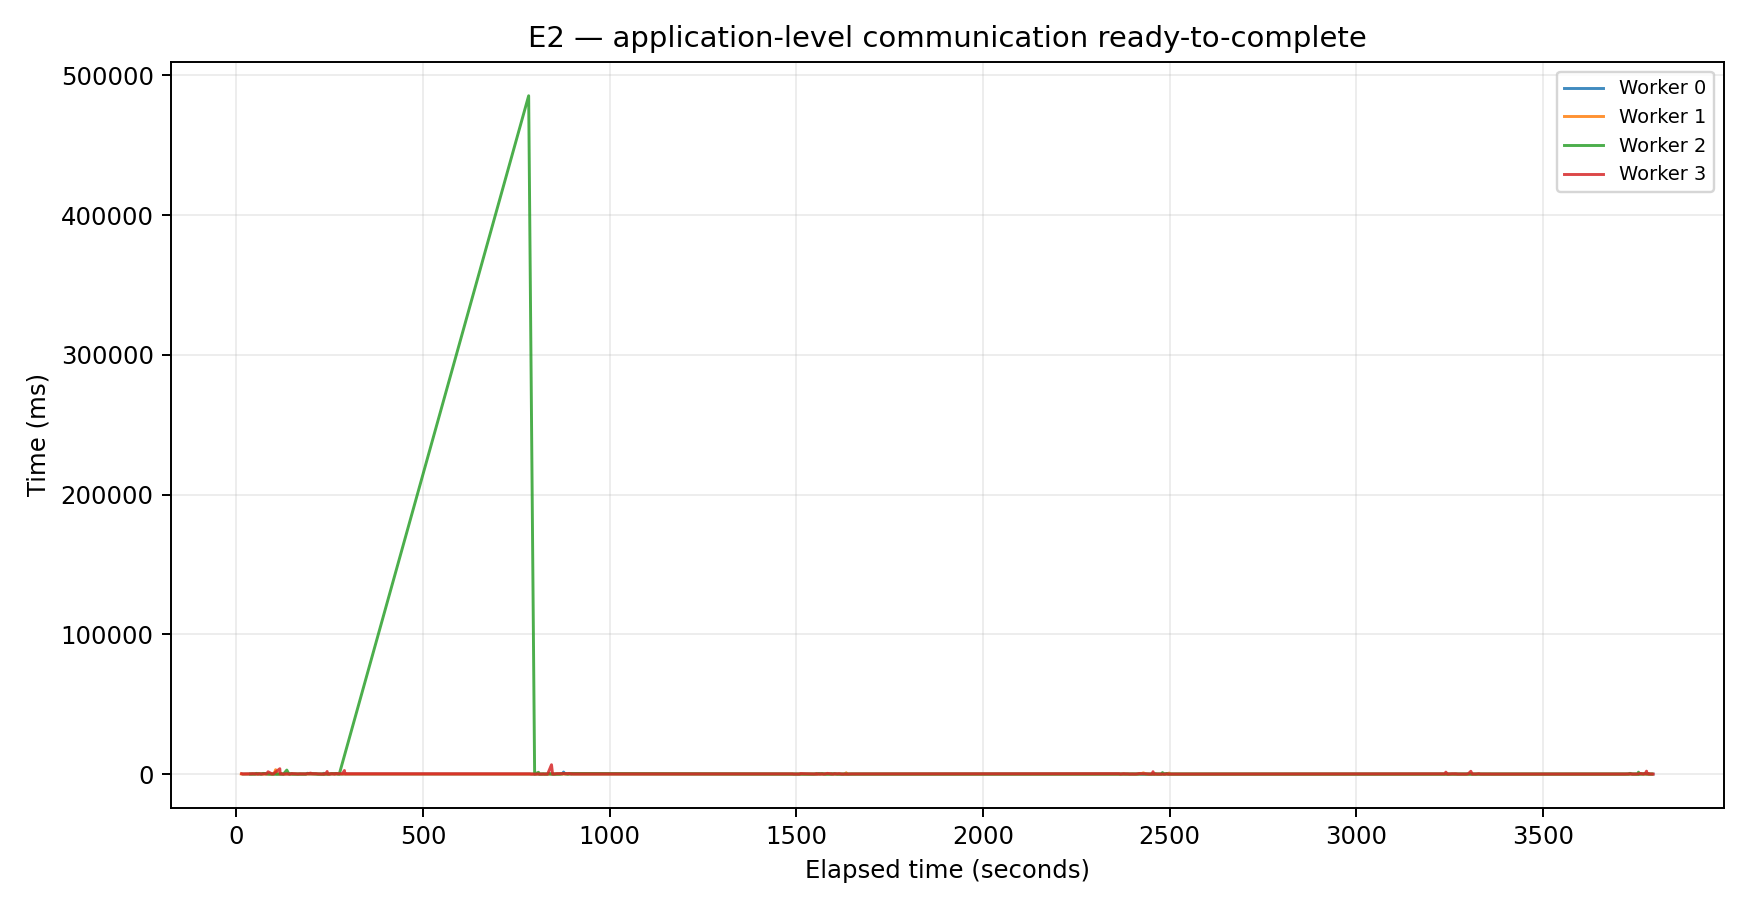 E2 — application-level communication ready-to-complete
500000
400000
300000
200000
100000
0
Time (ms)
Worker 0
Worker 1
Worker 2
Worker 3
0 500 1000 1500 2000 2500 3000 3500
Elapsed time (seconds)